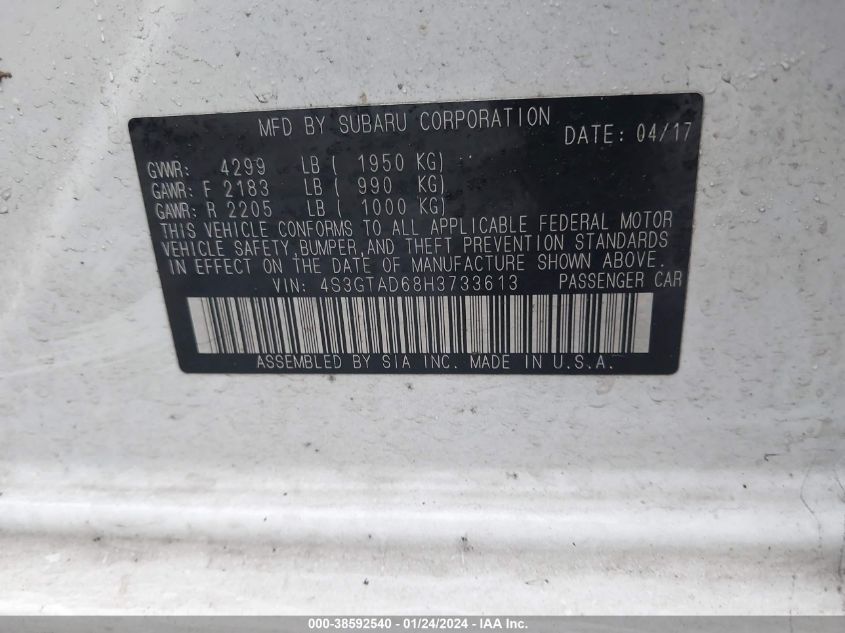 MFD BY SUBARU CORPORATION DATE: 04/17
GVWR: 4299 LB ( 1950 KG)
GAWR: F 2183 LB ( 990 KG)
GAWR: R 2205 LB ( 1000 KG)
THIS VEHICLE CONFORMS TO ALL APPLICABLE FEDERAL MOTOR
VEHICLE SAFETY,BUMPER,AND THEFT PREVENTION STANDARDS
IN EFFECT ON THE DATE OF MANUFACTURE SHOWN ABOVE.
VIN: 4S3GTAD68H3733613 PASSENGER CAR
ASSEMBLED BY SIA INC. MADE IN U.S.A.
000-38592540 - 01/24/2024 - IAA Inc.